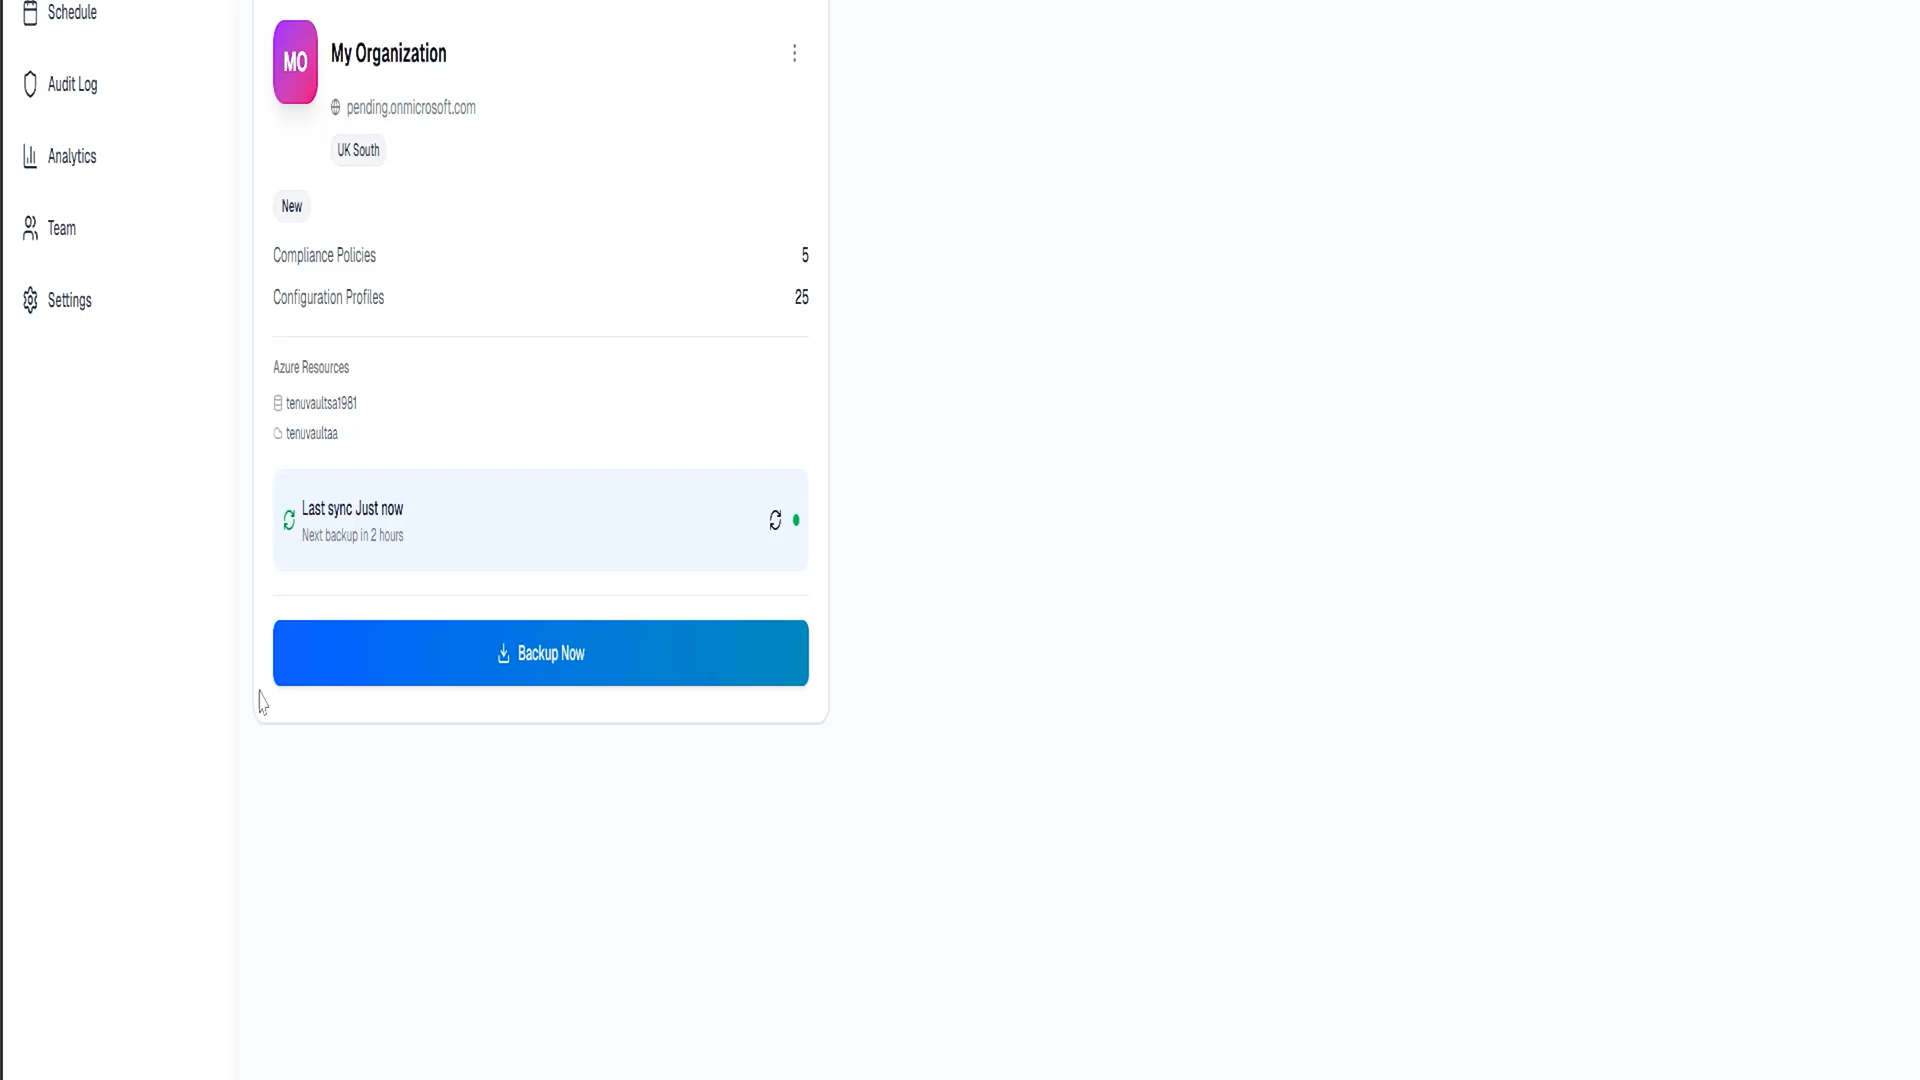 Schedule
Audit Log
Analytics
Team
Settings
MO
My Organization
pending.onmicrosoft.com
UK South
New
Compliance Policies 5
Configuration Profiles 25
Azure Resources
tenuvaultsa1981
tenuvaultaa
Last sync Just now
Next backup in 2 hours
Backup Now